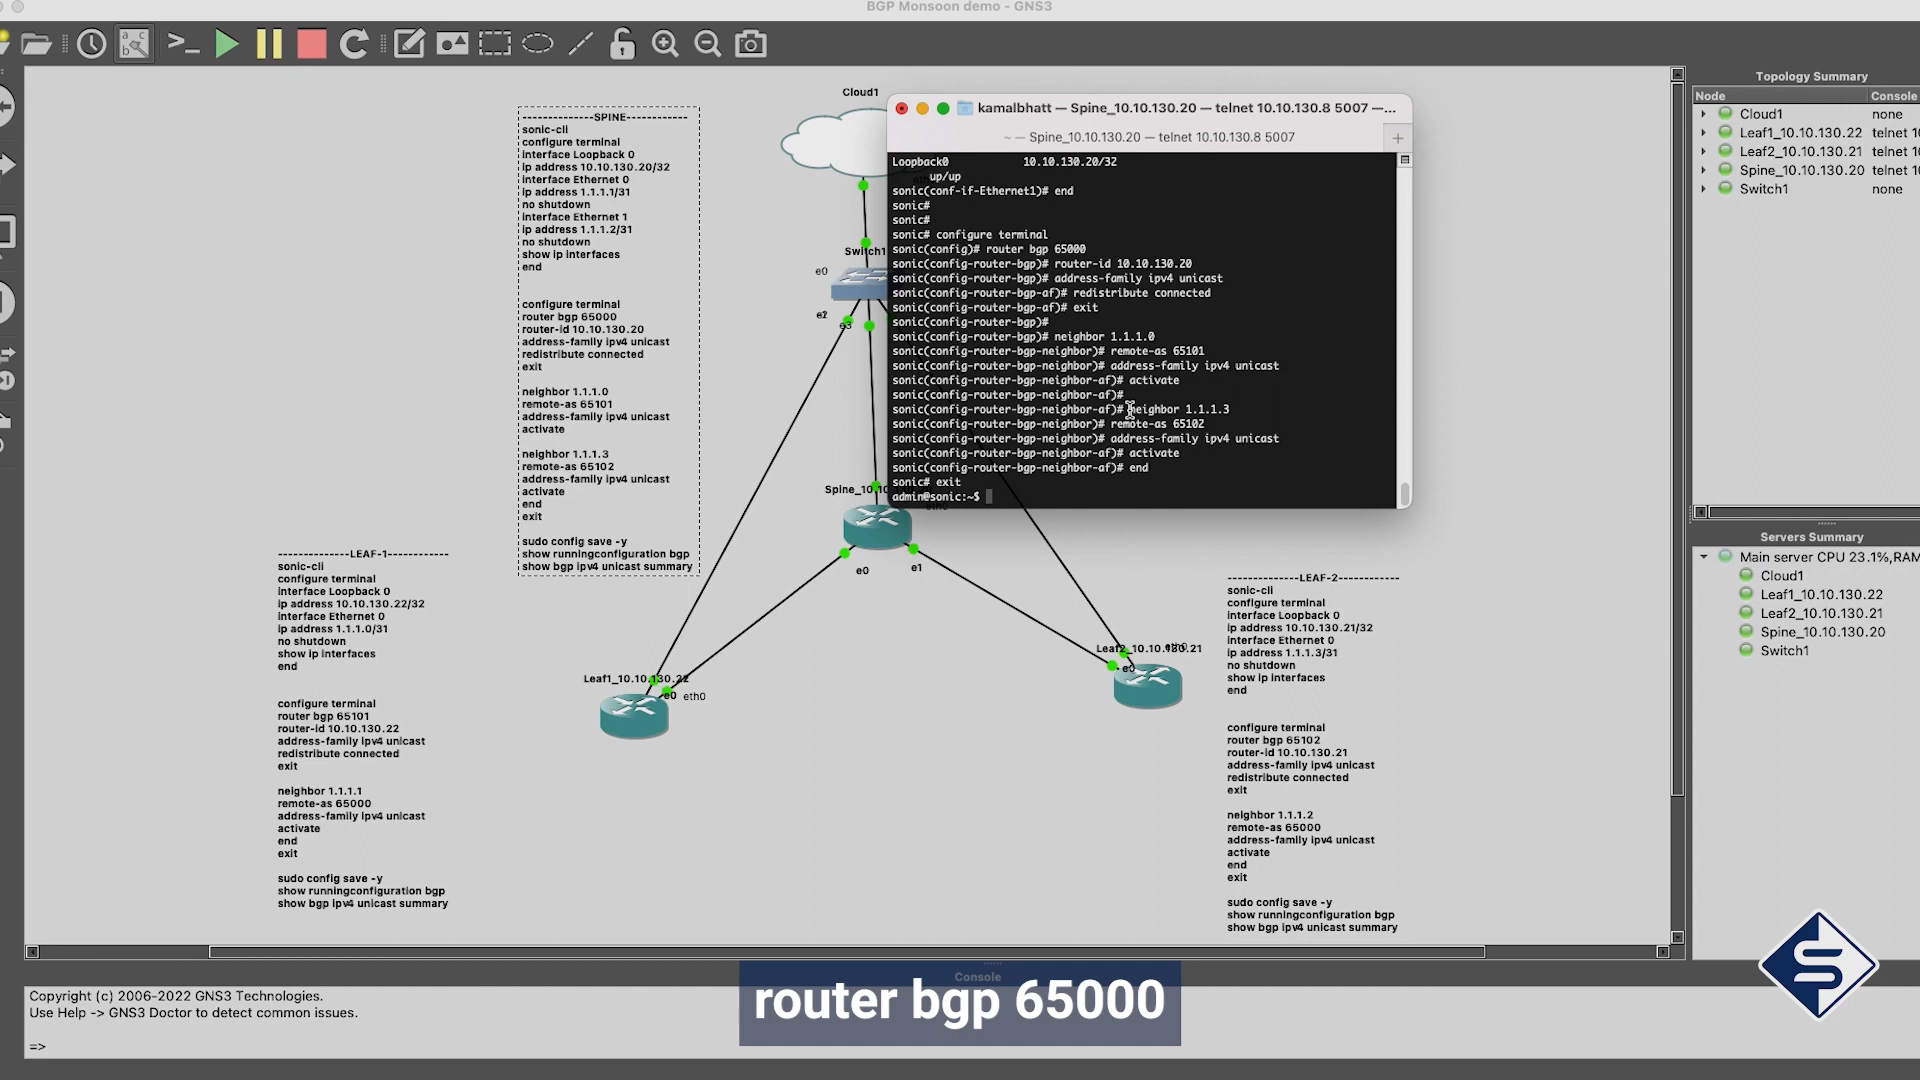 BGP Monsoon demo - GNS3
Cloud1
kamalbhatt — Spine_10.10.130.20 — telnet 10.10.130.8 5007 —...
~ — Spine_10.10.130.20 — telnet 10.10.130.8 5007
+
Loopback0 10.10.130.20/32
up/up
sonic(conf-if-Ethernet1)# end
sonic#
sonic#
sonic# configure terminal
sonic(config)# router bgp 65000
sonic(config-router-bgp)# router-id 10.10.130.20
sonic(config-router-bgp)# address-family ipv4 unicast
sonic(config-router-bgp-af)# redistribute connected
sonic(config-router-bgp-af)# exit
sonic(config-router-bgp)#
sonic(config-router-bgp)# neighbor 1.1.1.0
sonic(config-router-bgp-neighbor)# remote-as 65101
sonic(config-router-bgp-neighbor)# address-family ipv4 unicast
sonic(config-router-bgp-neighbor-af)# activate
sonic(config-router-bgp-neighbor-af)#
sonic(config-router-bgp-neighbor-af)# neighbor 1.1.1.3
sonic(config-router-bgp-neighbor)# remote-as 65102
sonic(config-router-bgp-neighbor)# address-family ipv4 unicast
sonic(config-router-bgp-neighbor-af)# activate
sonic(config-router-bgp-neighbor-af)# end
sonic# exit
admin@sonic:~$
-------------SPINE------------
sonic-cli
configure terminal
interface Loopback 0
ip address 10.10.130.20/32
interface Ethernet 0
ip address 1.1.1.1/31
no shutdown
interface Ethernet 1
ip address 1.1.1.2/31
no shutdown
show ip interfaces
end
configure terminal
router bgp 65000
router-id 10.10.130.20
address-family ipv4 unicast
redistribute connected
exit
neighbor 1.1.1.0
remote-as 65101
address-family ipv4 unicast
activate
neighbor 1.1.1.3
remote-as 65102
address-family ipv4 unicast
activate
end
exit
sudo config save -y
show runningconfiguration bgp
show bgp ipv4 unicast summary
Switch1
e0
e3
Spine_10.1
e0
e1
--------------LEAF-1------------
sonic-cli
configure terminal
interface Loopback 0
ip address 10.10.130.22/32
interface Ethernet 0
ip address 1.1.1.0/31
no shutdown
show ip interfaces
end
configure terminal
router bgp 65101
router-id 10.10.130.22
address-family ipv4 unicast
redistribute connected
exit
neighbor 1.1.1.1
remote-as 65000
address-family ipv4 unicast
activate
end
exit
sudo config save -y
show runningconfiguration bgp
show bgp ipv4 unicast summary
Leaf1_10.10.130.22
e0 eth0
Leaf2_10.10.130.21
e0
--------------LEAF-2------------
sonic-cli
configure terminal
interface Loopback 0
ip address 10.10.130.21/32
interface Ethernet 0
ip address 1.1.1.3/31
no shutdown
show ip interfaces
end
configure terminal
router bgp 65102
router-id 10.10.130.21
address-family ipv4 unicast
redistribute connected
exit
neighbor 1.1.1.2
remote-as 65000
address-family ipv4 unicast
activate
end
exit
sudo config save -y
show runningconfiguration bgp
show bgp ipv4 unicast summary
Topology Summary
Node Console
Cloud1 none
Leaf1_10.10.130.22 telnet 10
Leaf2_10.10.130.21 telnet 10
Spine_10.10.130.20 telnet 10
Switch1 none
Servers Summary
Main server CPU 23.1%,RAM
Cloud1
Leaf1_10.10.130.22
Leaf2_10.10.130.21
Spine_10.10.130.20
Switch1
Console
Copyright (c) 2006-2022 GNS3 Technologies.
Use Help -> GNS3 Doctor to detect common issues.
=>
router bgp 65000